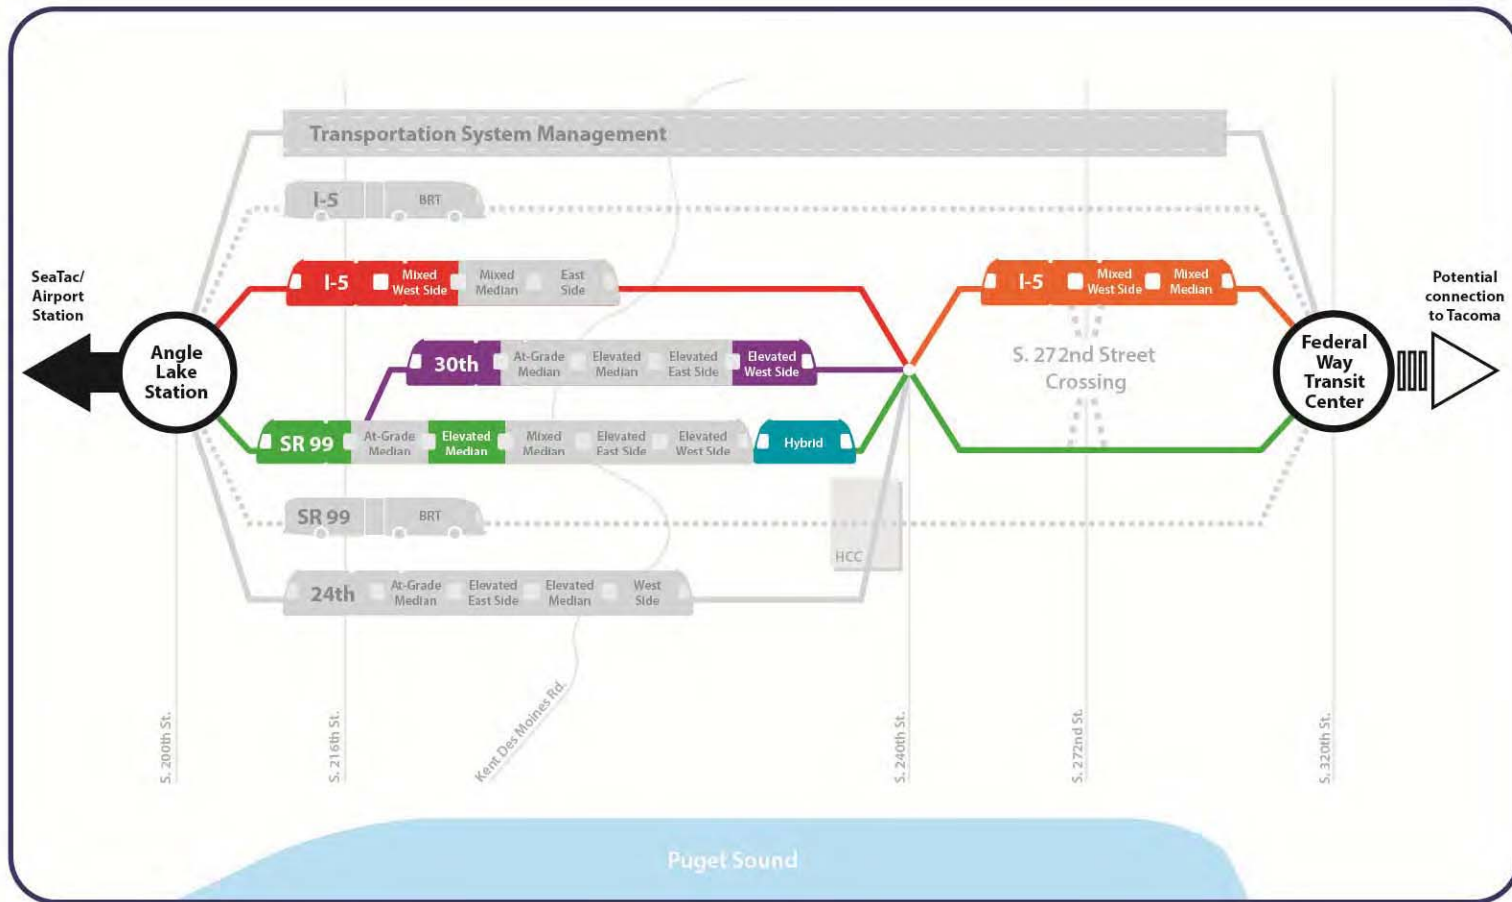 Transportation System Management
I-5
BRT
SeaTac/
Airport
Station
Angle
Lake
Station
I-5
Mixed
West Side
Mixed
Median
East
Side
30th
At-Grade
Median
Elevated
Median
Elevated
East Side
Elevated
West Side
SR 99
At-Grade
Median
Elevated
Median
Mixed
Median
Elevated
East Side
Elevated
West Side
Hybrid
I-5
Mixed
West Side
Mixed
Median
S. 272nd Street
Crossing
Federal
Way
Transit
Center
Potential
connection
to Tacoma
SR 99
BRT
HCC
24th
At-Grade
Median
Elevated
East Side
Elevated
Median
West
Side
S. 200th St.
S. 216th St.
Kent Des Moines Rd.
S. 240th St.
S. 272nd St.
S. 320th St.
Puget Sound